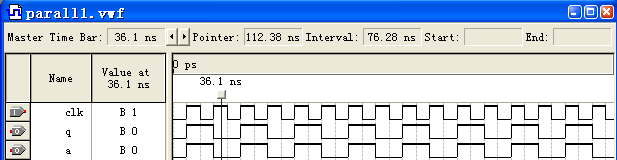 parall1.vwf
Master Time Bar: 36.1 ns Pointer: 112.38 ns Interval: 76.28 ns Start: End:
0 ps
36.1 ns
Name Value at 36.1 ns
clk B 1
q B 0
a B 0